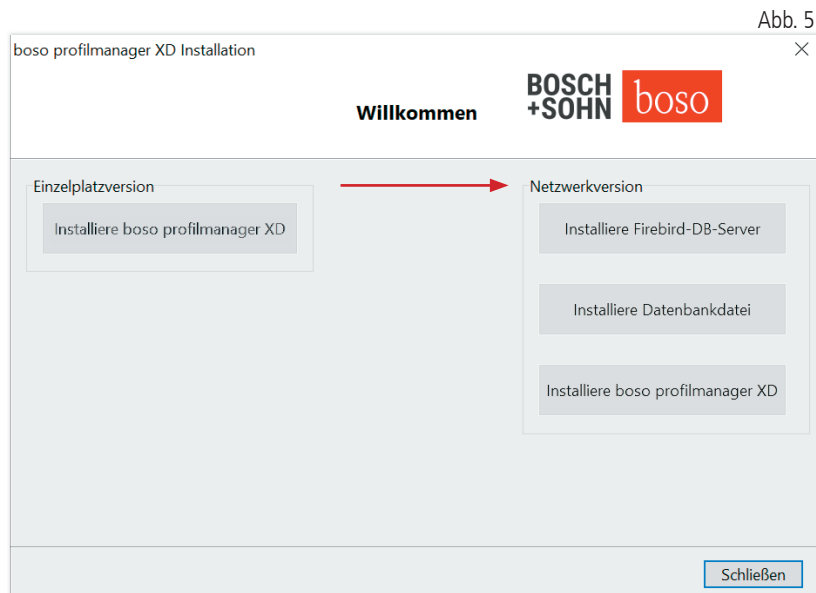 Abb. 5
boso profilmanager XD Installation
Willkommen
BOSCH
+SOHN
boso
Einzelplatzversion
Installiere boso profilmanager XD
Netzwerkversion
Installiere Firebird-DB-Server
Installiere Datenbankdatei
Installiere boso profilmanager XD
Schließen